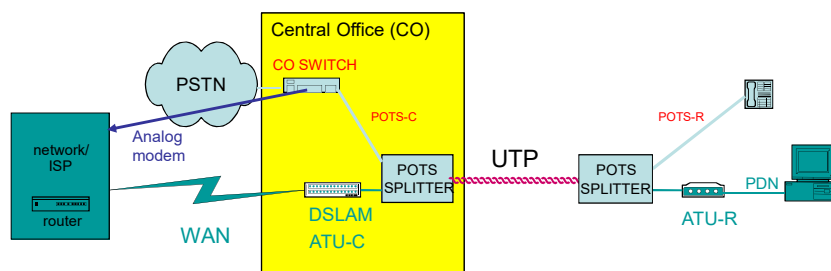 Central Office (CO)
CO SWITCH
PSTN
POTS-C
POTS-R
Analog
modem
network/
ISP
router
POTS
SPLITTER
UTP
POTS
SPLITTER
PDN
DSLAM
ATU-C
ATU-R
WAN